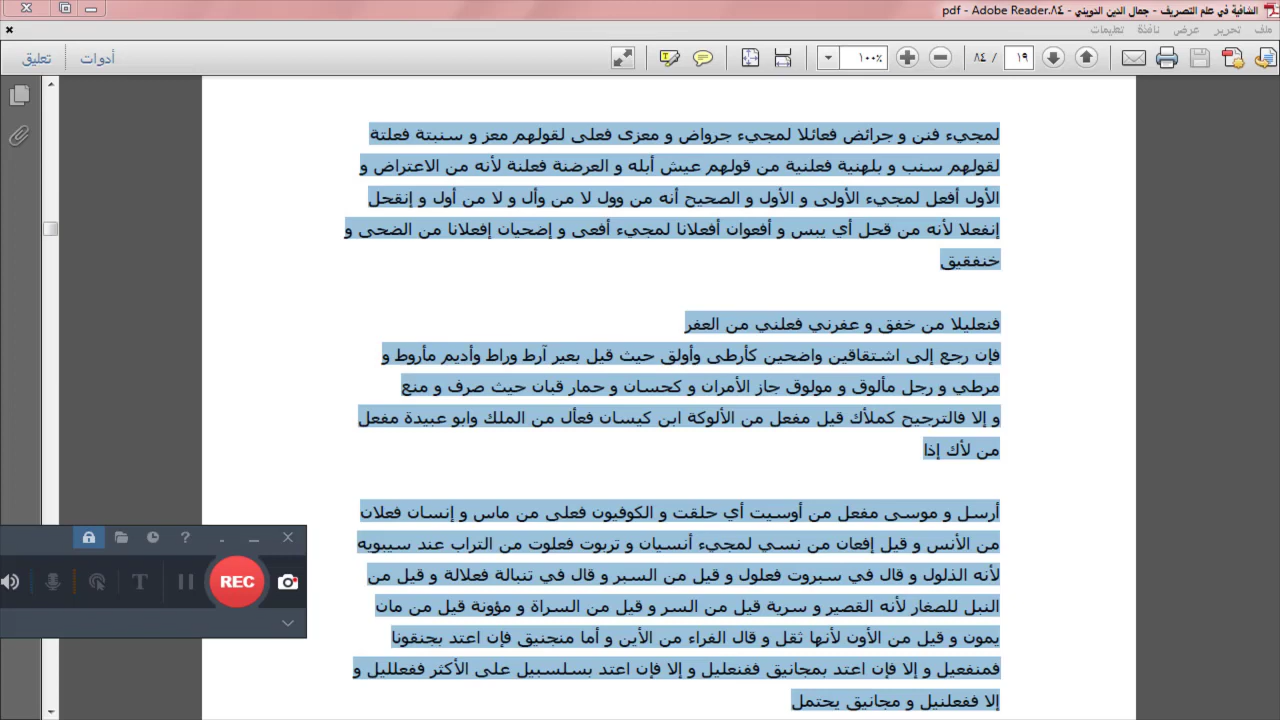 الشافية في علم التصريف - جمال الدين الدويني - ٨٤.pdf - Adobe Reader
ملف تحرير عرض نافذة تعليمات
١٩ / ٨٤ ١٠٠٪ أدوات تعليق
لمجيء فنن و جرائض فعائلا لمجيء جرواض و معزى فعلى لقولهم معز و سنبتة فعلتة
لقولهم سنب و بلهنية فعلنية من قولهم عيش أبله و العرضنة فعلنة لأنه من الاعتراض و
الأول أفعل لمجيء الأولى و الأول و الصحيح أنه من وول لا من وأل و لا من أول و إنقحل
إنفعلا لأنه من قحل أي يبس و أفعوان أفعلانا لمجيء أفعى و إضحيان إفعلانا من الضحى و
خنفقيق
فنعليلا من خفق و عفرني فعلني من العفر
فإن رجع إلى اشتقاقين واضحين كأرطى وأولق حيث قيل بعير آرط وراط وأديم مأروط و
مرطي و رجل مألوق و مولوق جاز الأمران و كحسان و حمار قبان حيث صرف و منع
و إلا فالترجيح كملأك قيل مفعل من الألوكة ابن كيسان فعأل من الملك وابو عبيدة مفعل
من لأك إذا
أرسل و موسى مفعل من أوسيت أي حلقت و الكوفيون فعلى من ماس و إنسان فعلان
من الأنس و قيل إفعان من نسي لمجيء أنسيان و تربوت فعلوت من التراب عند سيبويه
لأنه الذلول و قال في سبروت فعلول و قيل من السبر و قال في تنبالة فعلالة و قيل من
النبل للصغار لأنه القصير و سرية قيل من السر و قيل من السراة و مؤونة قيل من مان
يمون و قيل من الأون لأنها ثقل و قال الفراء من الأين و أما منجنيق فإن اعتد بجنقونا
فمنفعيل و إلا فإن اعتد بمجانيق ففنعليل و إلا فإن اعتد بسلسبيل على الأكثر ففعلليل و
إلا ففعلنيل و مجانيق يحتمل
REC